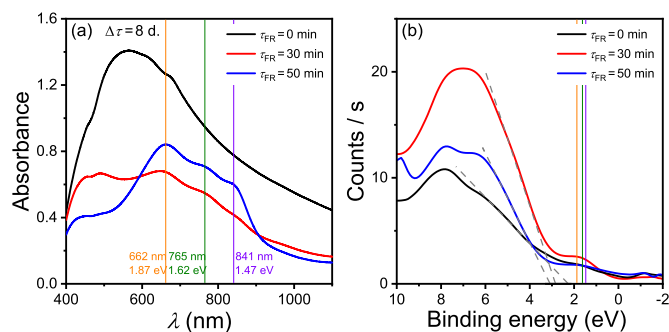 (a)
Δτ = 8 d.
τFR = 0 min
τFR = 30 min
τFR = 50 min
1.6
1.2
0.8
0.4
0.0
Absorbance
662 nm 765 nm 841 nm
1.87 eV 1.62 eV 1.47 eV
400 600 800 1000
λ (nm)
(b)
τFR = 0 min
τFR = 30 min
τFR = 50 min
20
10
0
Counts / s
10 8 6 4 2 0 -2
Binding energy (eV)